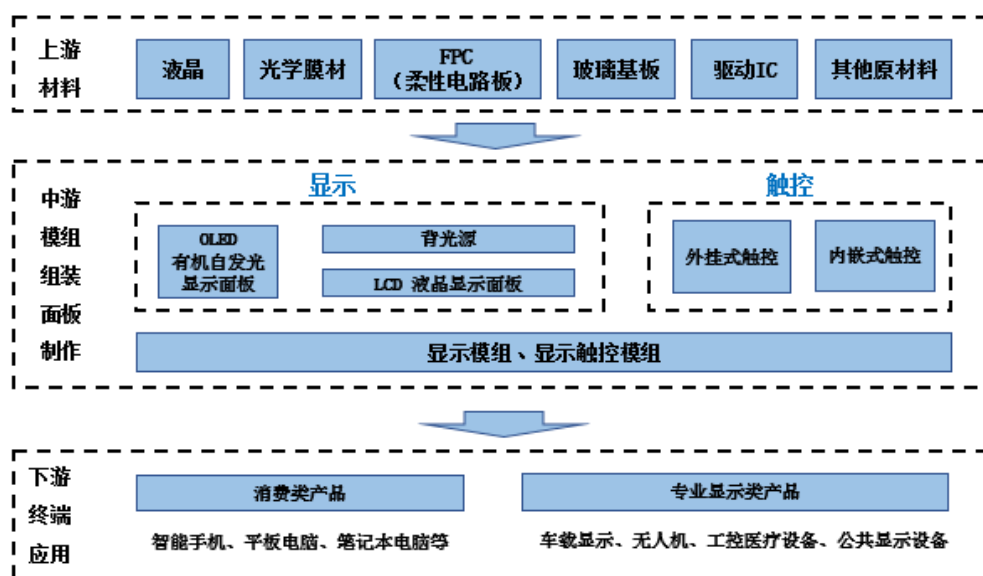 上游
材料
液晶
光学膜材
FPC
（柔性电路板）
玻璃基板
驱动IC
其他原材料
中游
模组
组装
面板
制作
显示
触控
OLED
有机自发光
显示面板
背光源
LCD 液晶显示面板
外挂式触控
内嵌式触控
显示模组、显示触控模组
下游
终端
应用
消费类产品
专业显示类产品
智能手机、平板电脑、笔记本电脑等
车载显示、无人机、工控医疗设备、公共显示设备